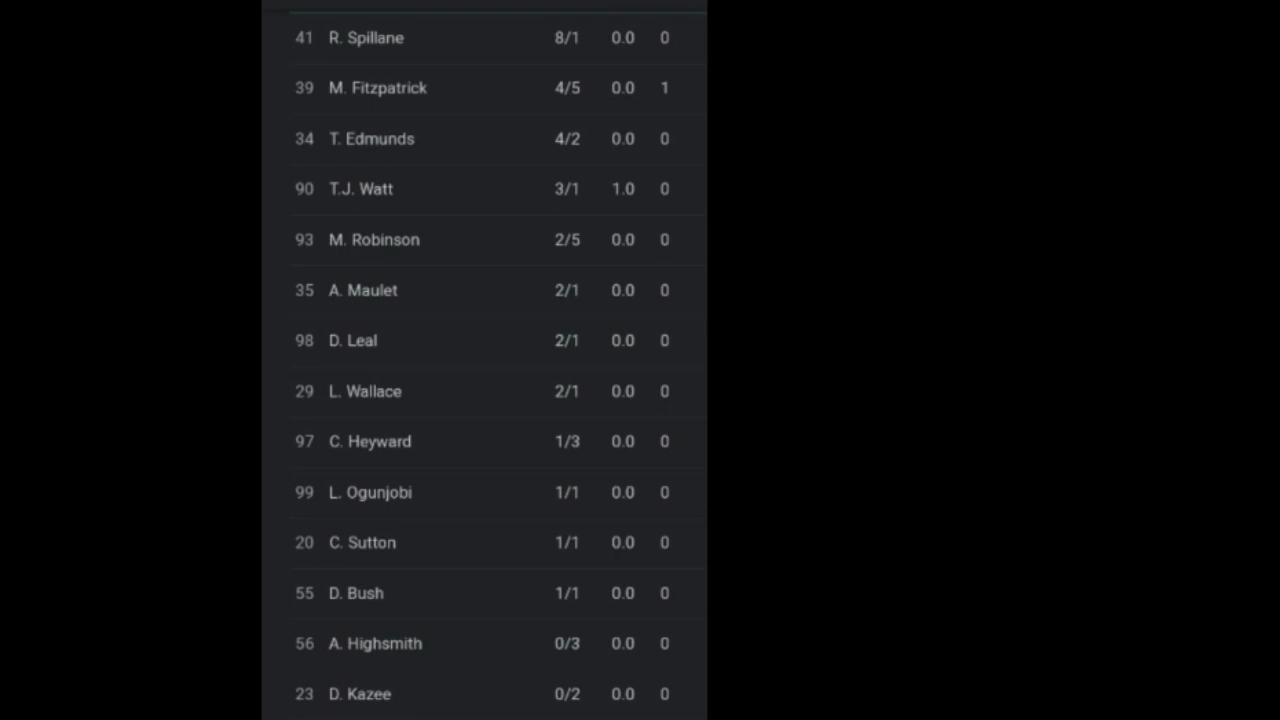 41 R. Spillane 8/1 0.0 0
39 M. Fitzpatrick 4/5 0.0 1
34 T. Edmunds 4/2 0.0 0
90 T.J. Watt 3/1 1.0 0
93 M. Robinson 2/5 0.0 0
35 A. Maulet 2/1 0.0 0
98 D. Leal 2/1 0.0 0
29 L. Wallace 2/1 0.0 0
97 C. Heyward 1/3 0.0 0
99 L. Ogunjobi 1/1 0.0 0
20 C. Sutton 1/1 0.0 0
55 D. Bush 1/1 0.0 0
56 A. Highsmith 0/3 0.0 0
23 D. Kazee 0/2 0.0 0